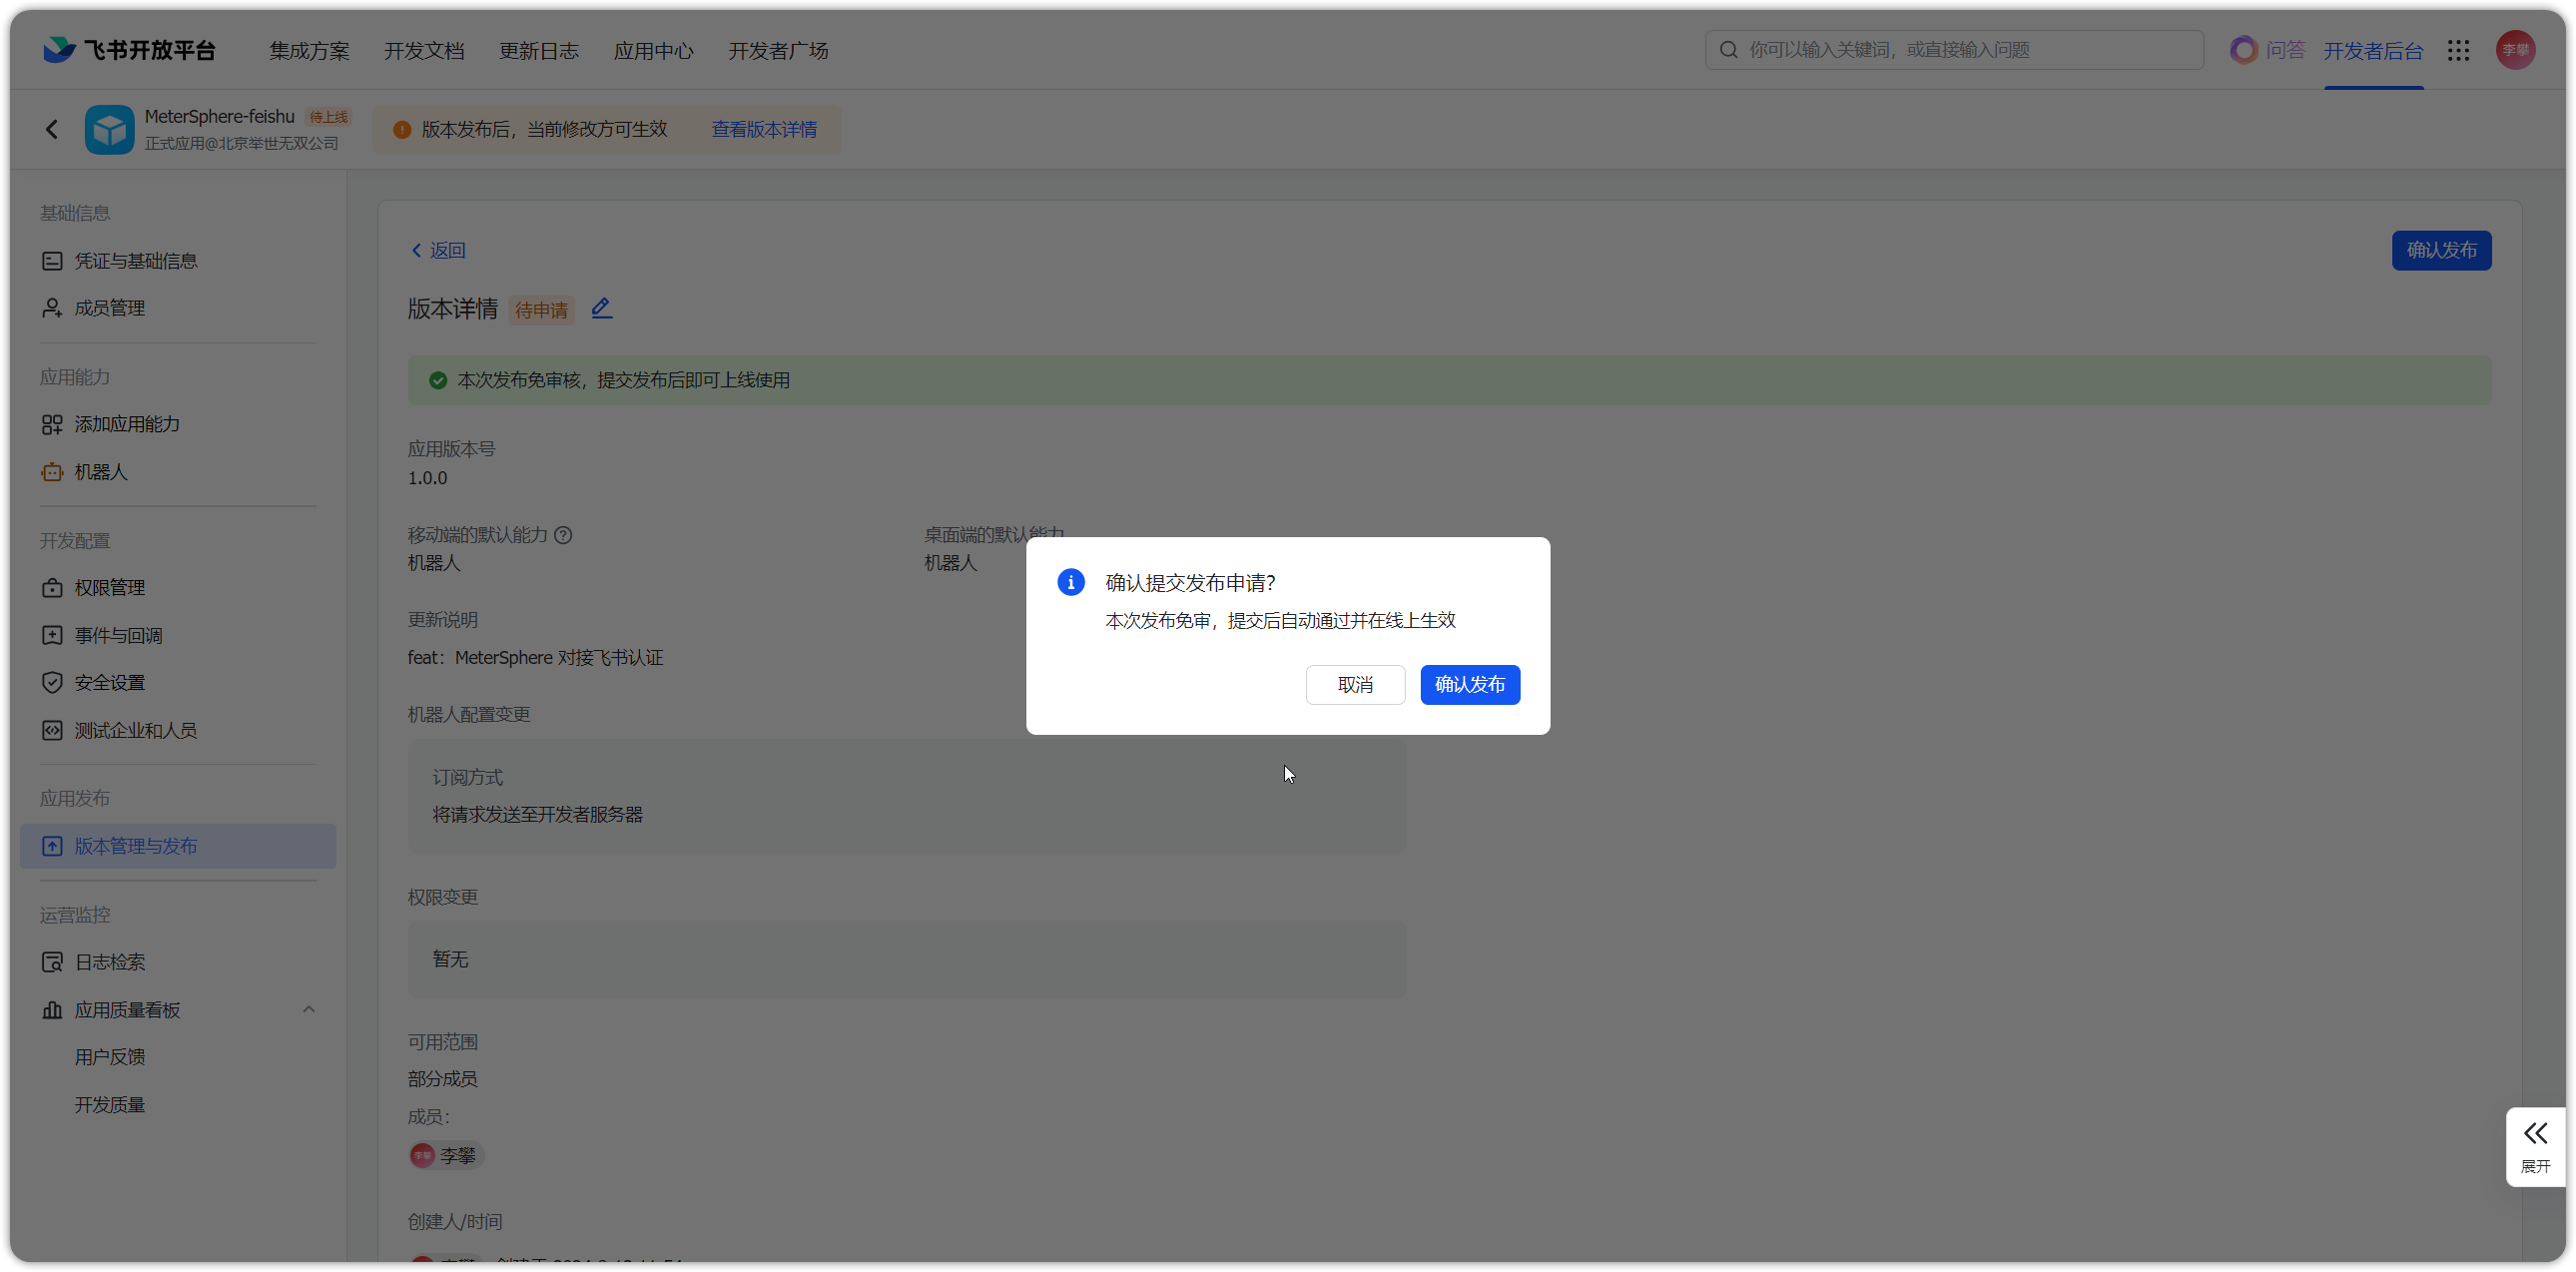 飞书开放平台
集成方案
开发文档
更新日志
应用中心
开发者广场
你可以输入关键词，或直接输入问题
问答
开发者后台
李攀
MeterSphere-feishu 待上线
正式应用@北京举世无双公司
版本发布后，当前修改方可生效 查看版本详情
基础信息
凭证与基础信息
成员管理
应用能力
添加应用能力
机器人
开发配置
权限管理
事件与回调
安全设置
测试企业和人员
应用发布
版本管理与发布
运营监控
日志检索
应用质量看板
用户反馈
开发质量
返回
确认发布
版本详情 待申请
本次发布免审核，提交发布后即可上线使用
应用版本号
1.0.0
移动端的默认能力
机器人
桌面端的默认能力
机器人
更新说明
feat：MeterSphere 对接飞书认证
机器人配置变更
订阅方式
将请求发送至开发者服务器
权限变更
暂无
可用范围
部分成员
成员：
李攀 李攀
创建人/时间
确认提交发布申请？
本次发布免审，提交后自动通过并在线上生效
取消
确认发布
展开